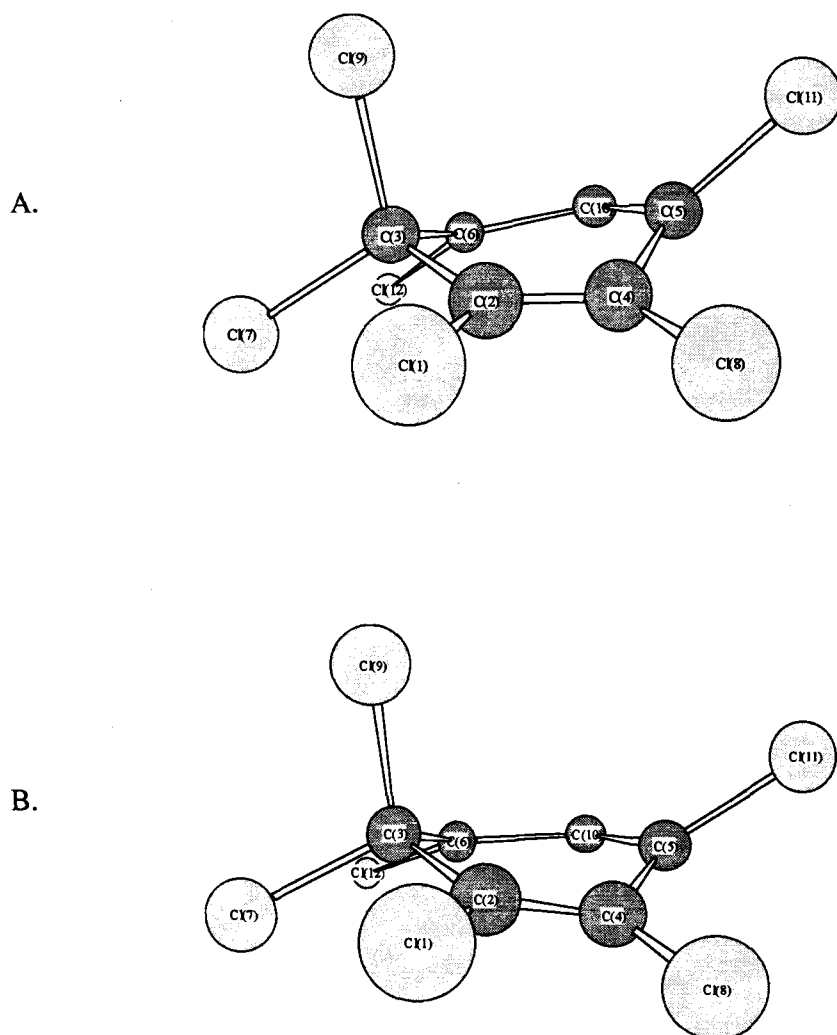 A.
Cl(9)
Cl(11)
C(10)
C(5)
C(3)
C(6)
Cl(12)
C(2)
C(4)
Cl(7)
Cl(1)
Cl(8)
B.
Cl(9)
Cl(11)
C(3)
C(6)
C(10)
C(5)
Cl(12)
C(2)
C(4)
Cl(7)
Cl(1)
Cl(8)